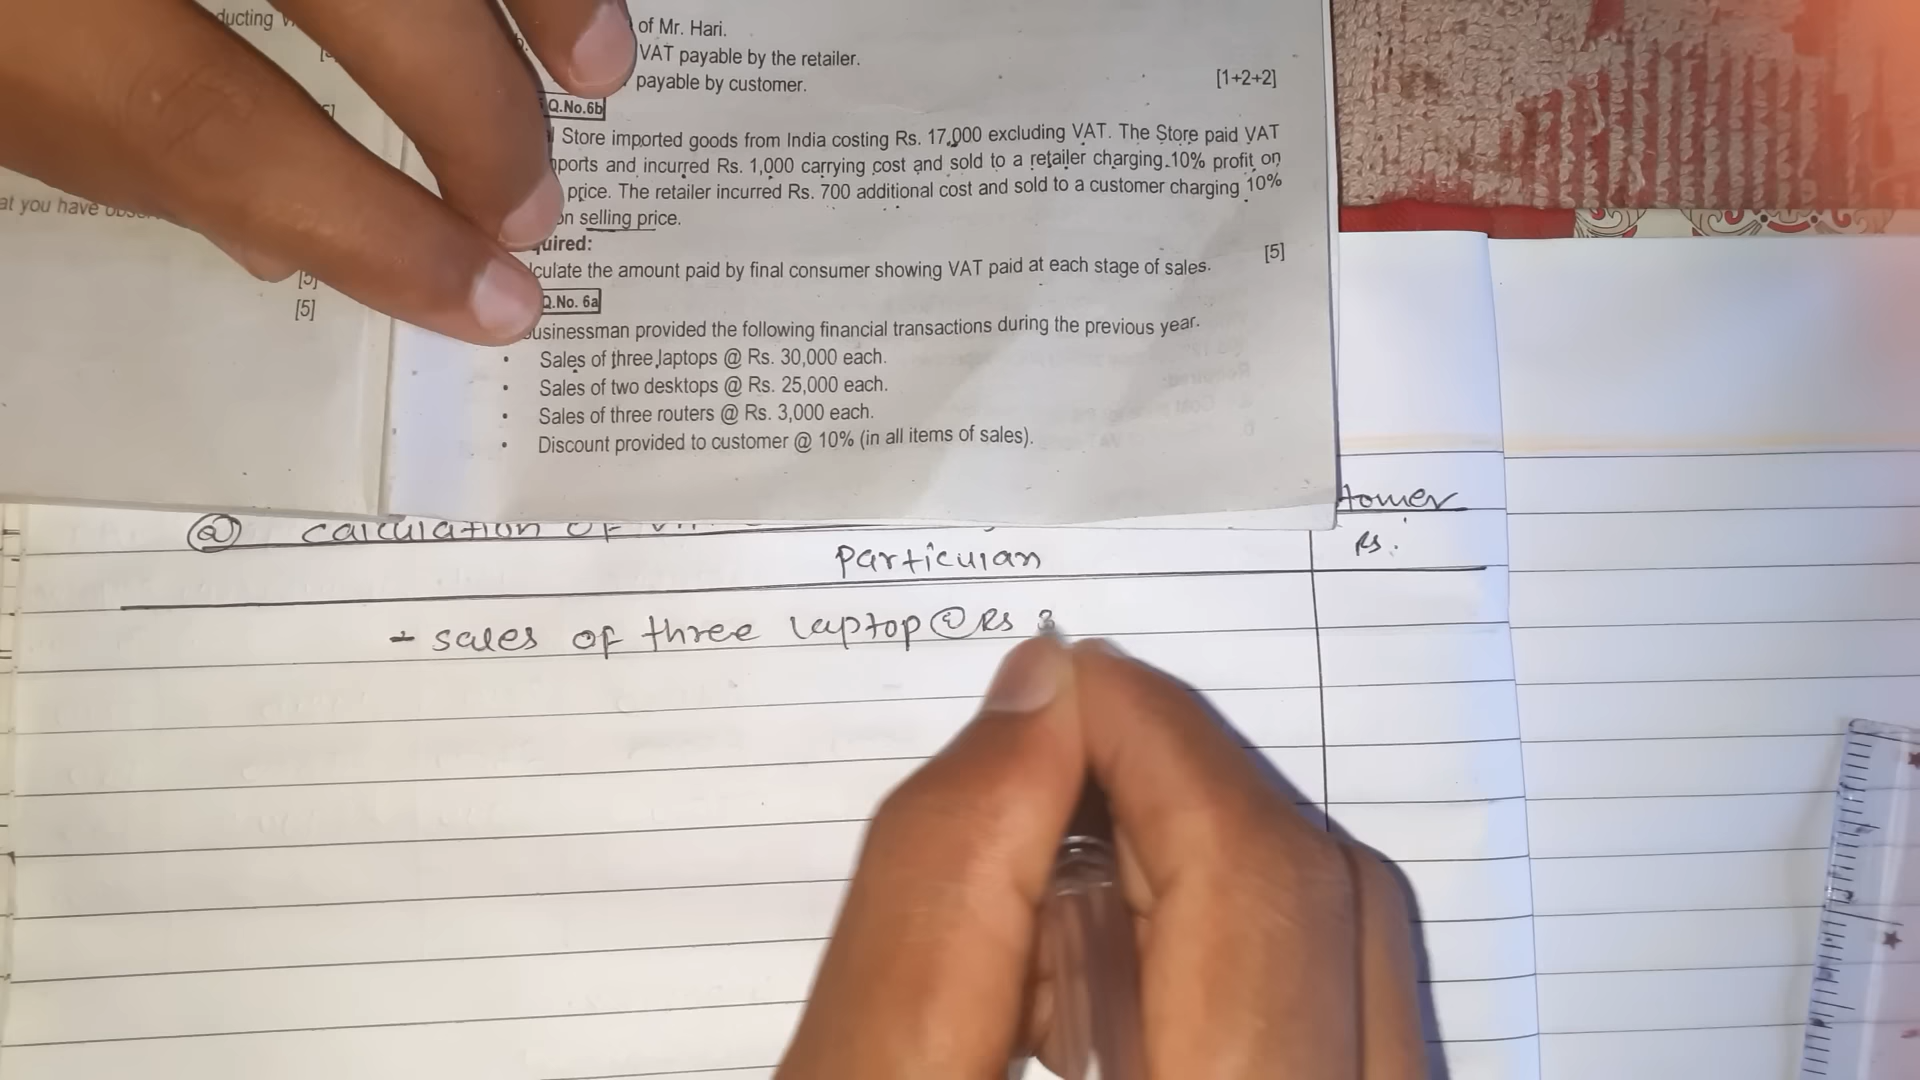 ducting
[5]
[5]
at you have
of Mr. Hari.
VAT payable by the retailer.
payable by customer. [1+2+2]
Q.No.6b
Store imported goods from India costing Rs. 17,000 excluding VAT. The Store paid VAT
ports and incurred Rs. 1,000 carrying cost and sold to a retailer charging 10% profit on
price. The retailer incurred Rs. 700 additional cost and sold to a customer charging 10%
on selling price.
quired:
culate the amount paid by final consumer showing VAT paid at each stage of sales. [5]
Q.No. 6a
usinessman provided the following financial transactions during the previous year.
• Sales of three laptops @ Rs. 30,000 each.
• Sales of two desktops @ Rs. 25,000 each.
• Sales of three routers @ Rs. 3,000 each.
• Discount provided to customer @ 10% (in all items of sales).
tomer
(a) calculation of
Particulan Rs.
- sales of three laptop @ Rs 3